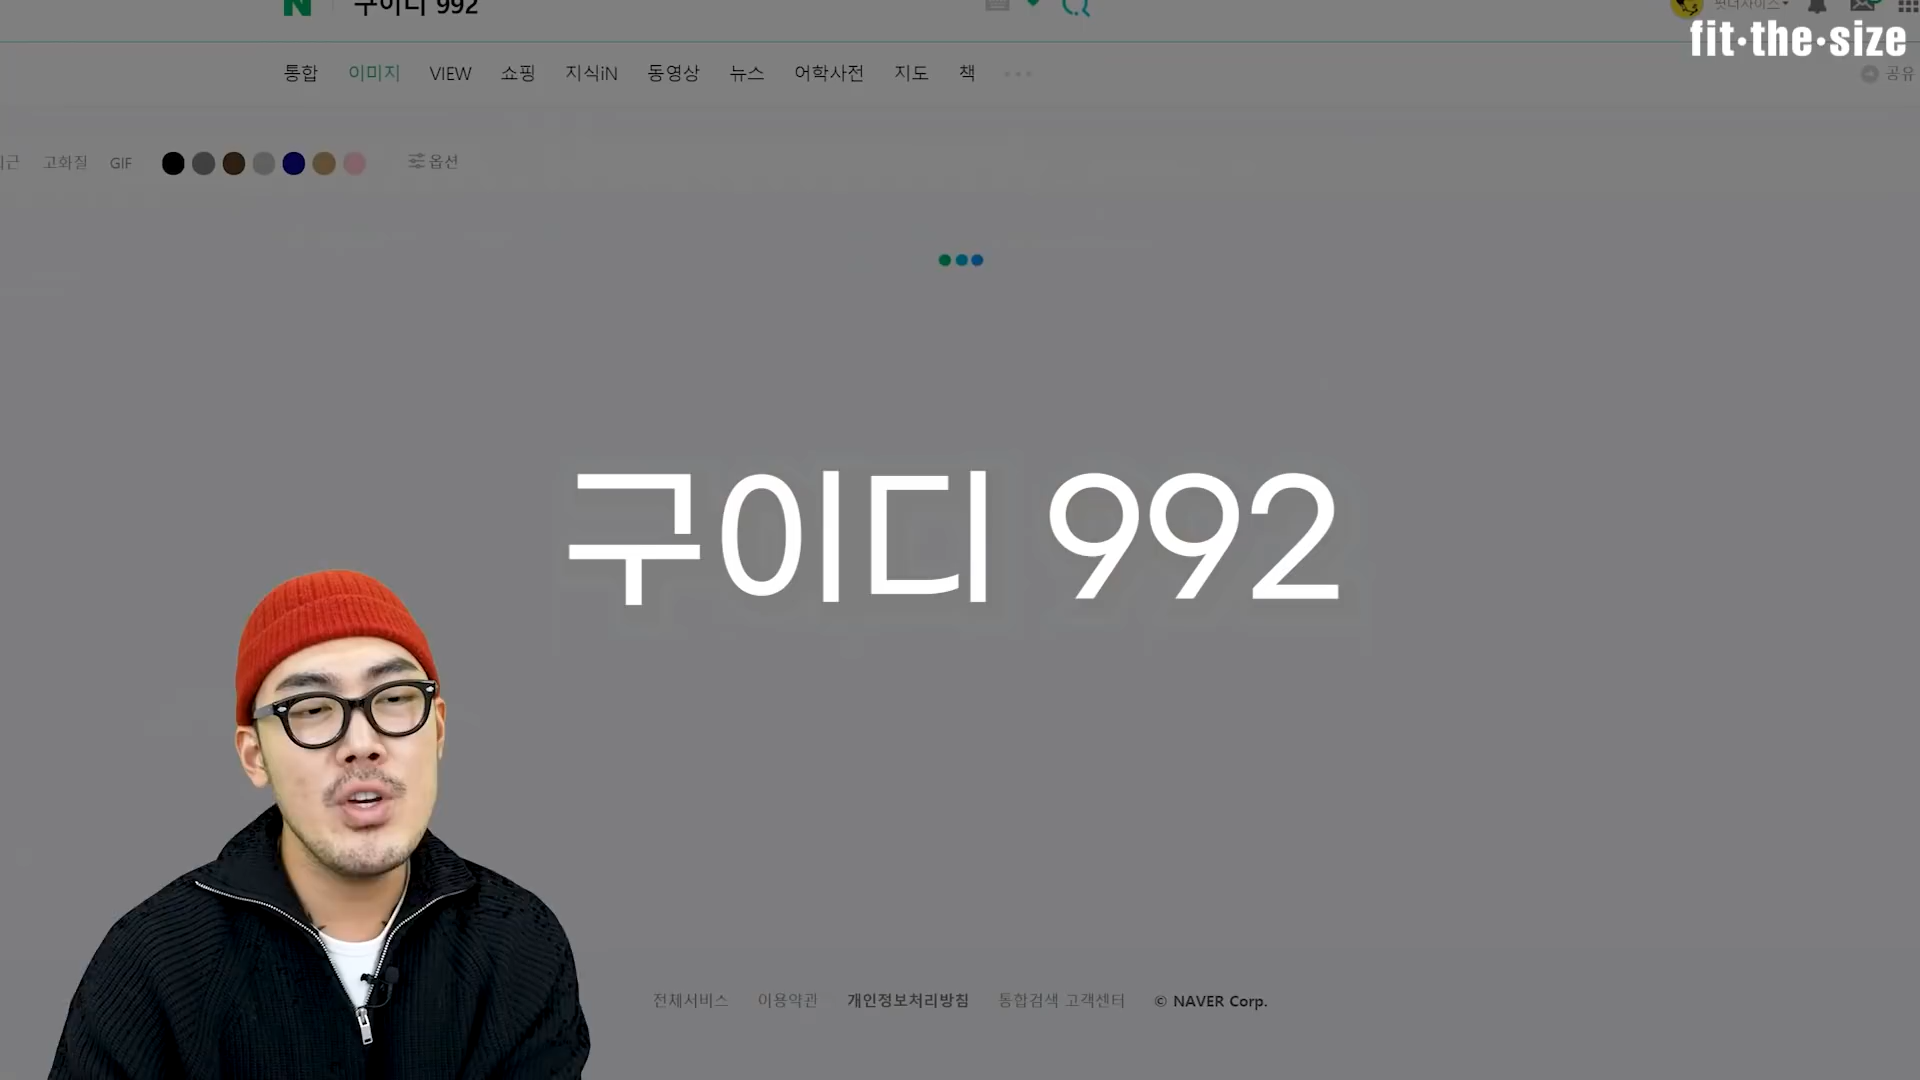 구이디 992
fit·the·size
통합 이미지 VIEW 쇼핑 지식iN 동영상 뉴스 어학사전 지도 책
공유
고화질 GIF 옵션
구이디 992
전체서비스 이용약관 개인정보처리방침 통합검색 고객센터 © NAVER Corp.